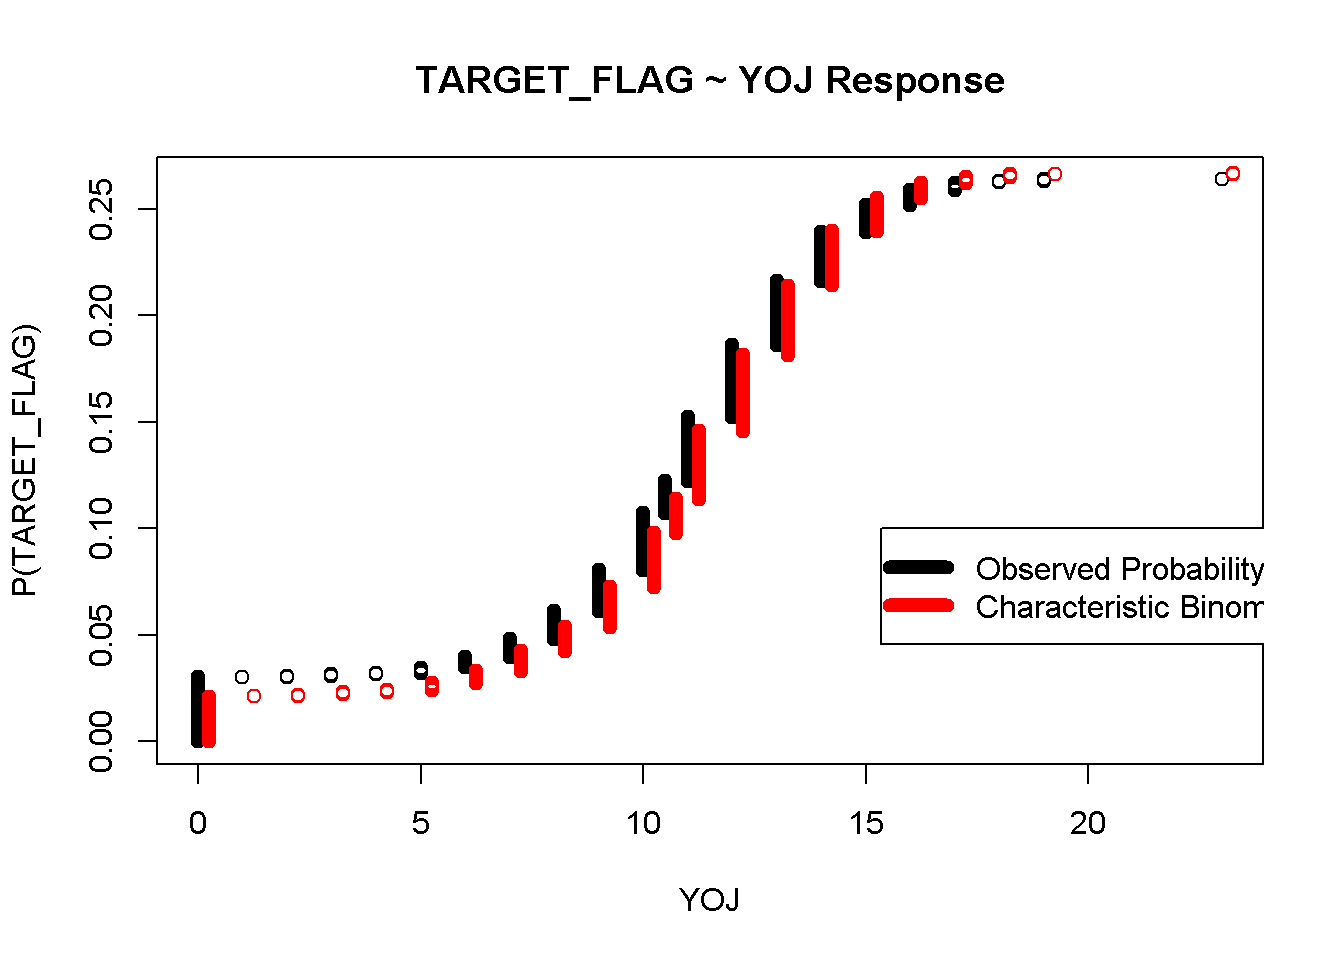 TARGET_FLAG ~ YOJ Response
P(TARGET_FLAG)
0.25
0.20
0.15
0.10
0.05
0.00
Observed Probability
Characteristic Binom
0 5 10 15 20
YOJ